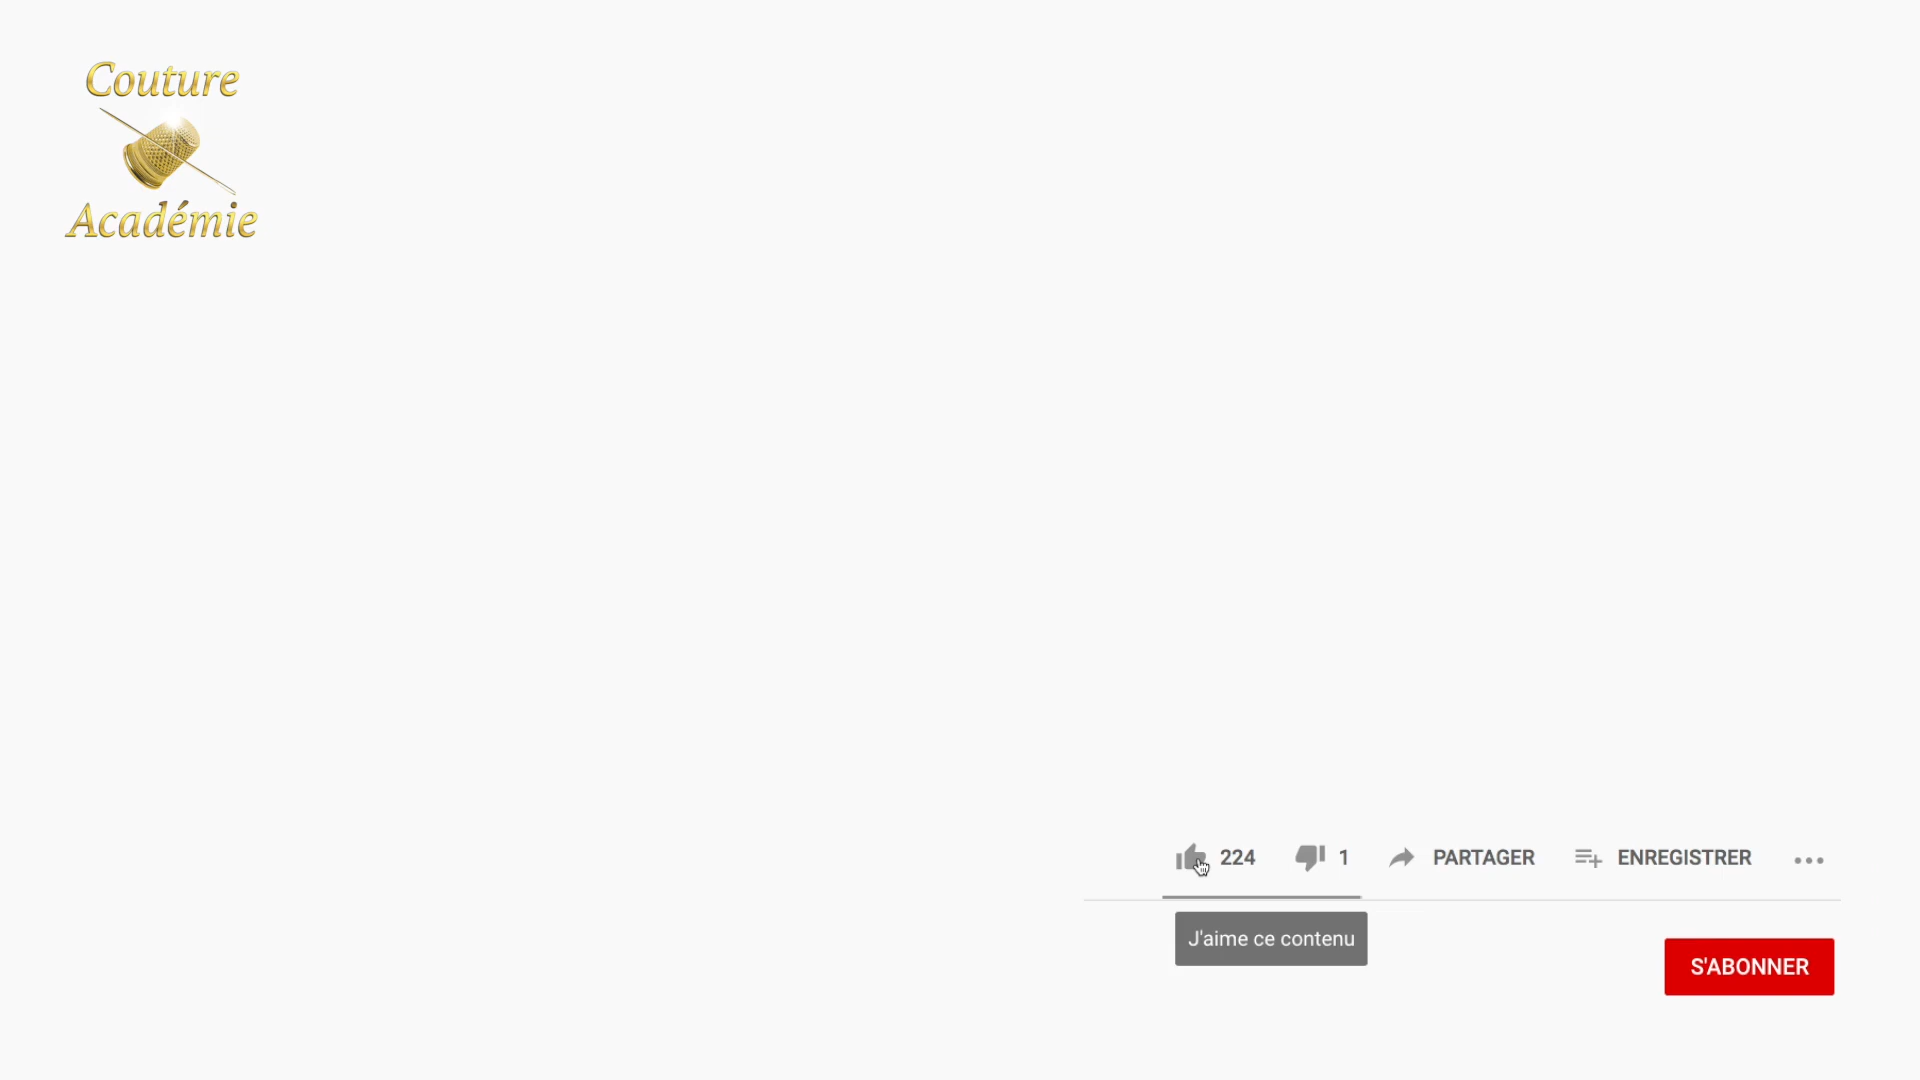 Couture
Académie
224 1 PARTAGER ENREGISTRER
J'aime ce contenu
S'ABONNER